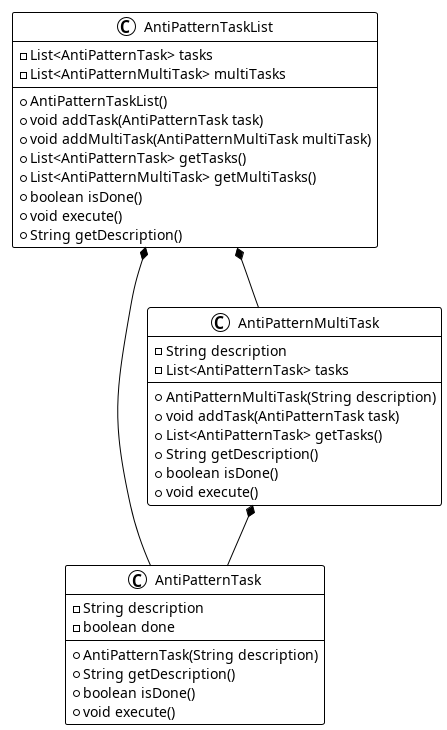 C AntiPatternTaskList
List<AntiPatternTask> tasks
List<AntiPatternMultiTask> multiTasks
AntiPatternTaskList()
void addTask(AntiPatternTask task)
void addMultiTask(AntiPatternMultiTask multiTask)
List<AntiPatternTask> getTasks()
List<AntiPatternMultiTask> getMultiTasks()
boolean isDone()
void execute()
String getDescription()
C AntiPatternMultiTask
String description
List<AntiPatternTask> tasks
AntiPatternMultiTask(String description)
void addTask(AntiPatternTask task)
List<AntiPatternTask> getTasks()
String getDescription()
boolean isDone()
void execute()
C AntiPatternTask
String description
boolean done
AntiPatternTask(String description)
String getDescription()
boolean isDone()
void execute()